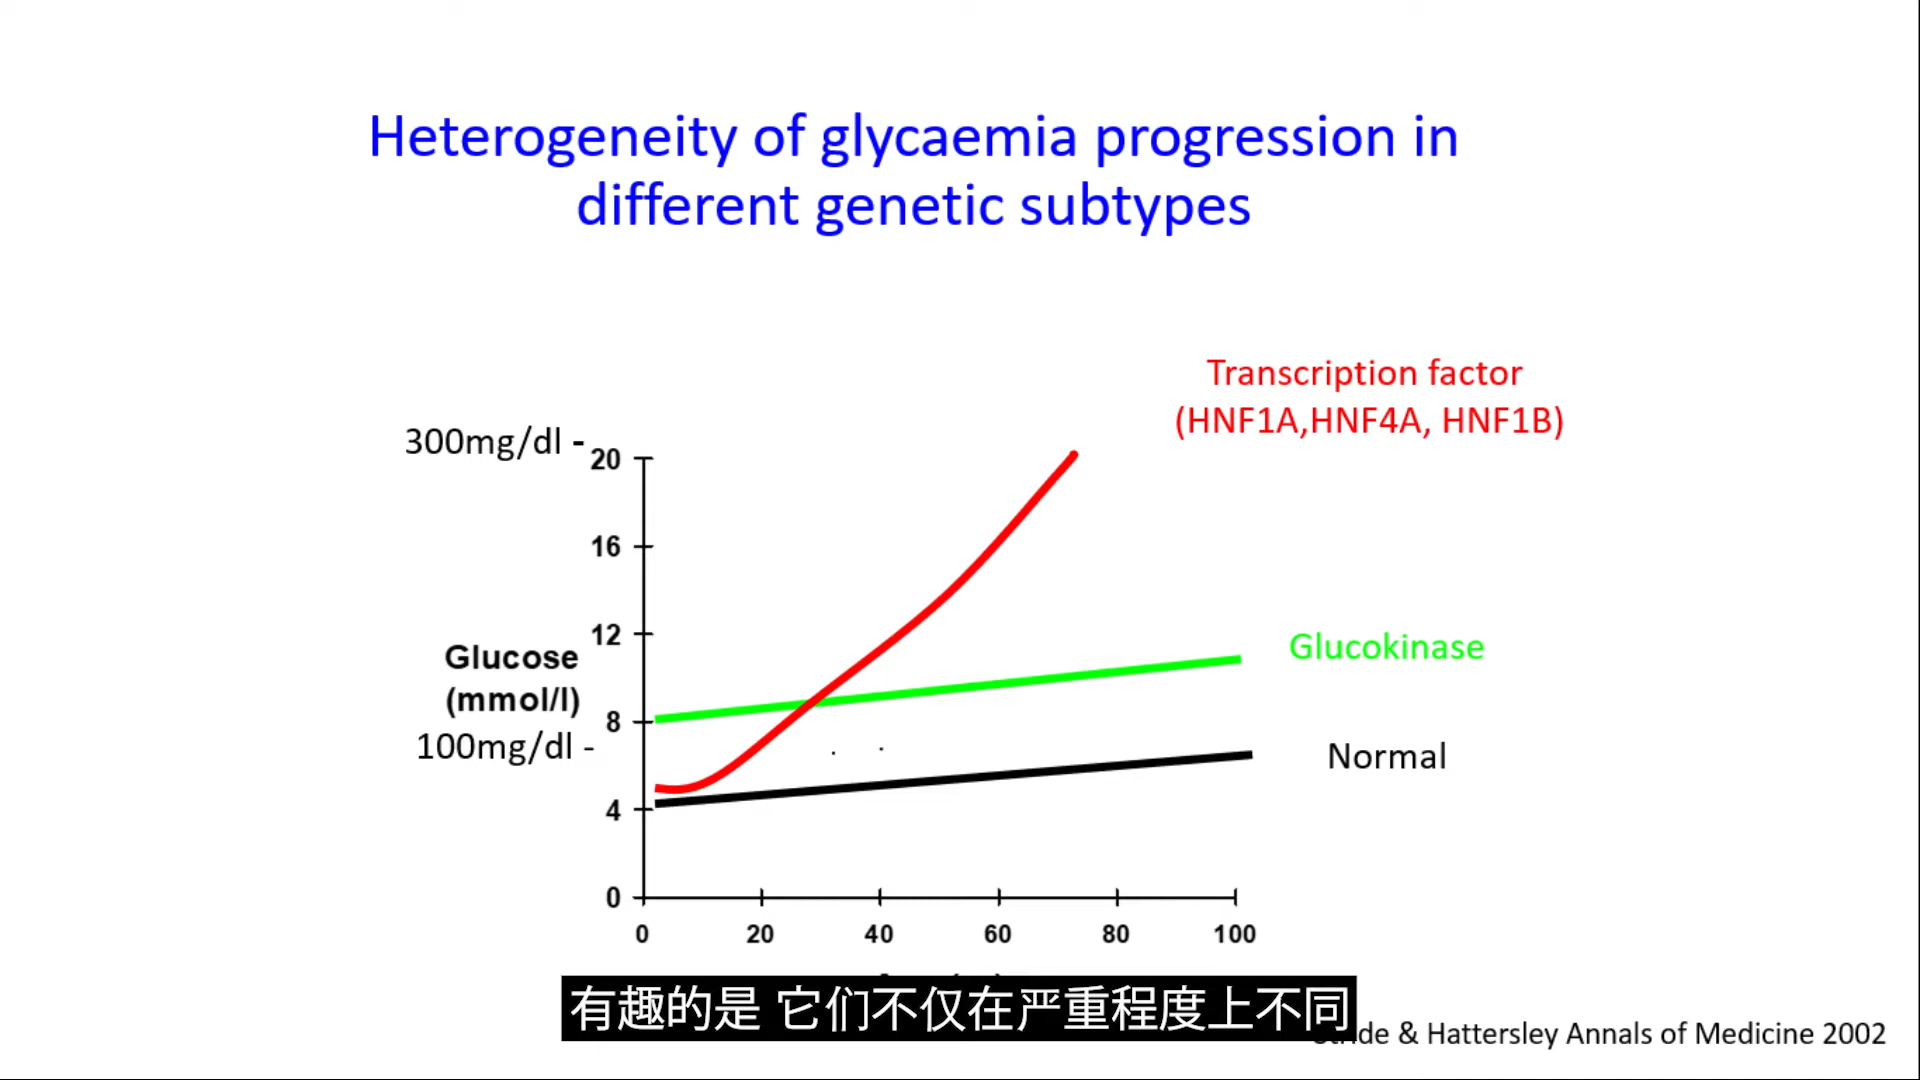 Heterogeneity of glycaemia progression in
different genetic subtypes
Transcription factor
(HNF1A,HNF4A, HNF1B)
300mg/dl -
20
16
12
Glucose
(mmol/l)
8
100mg/dl -
4
0
Glucokinase
Normal
0 20 40 60 80 100
有趣的是 它们不仅在严重程度上不同
& Hattersley Annals of Medicine 2002